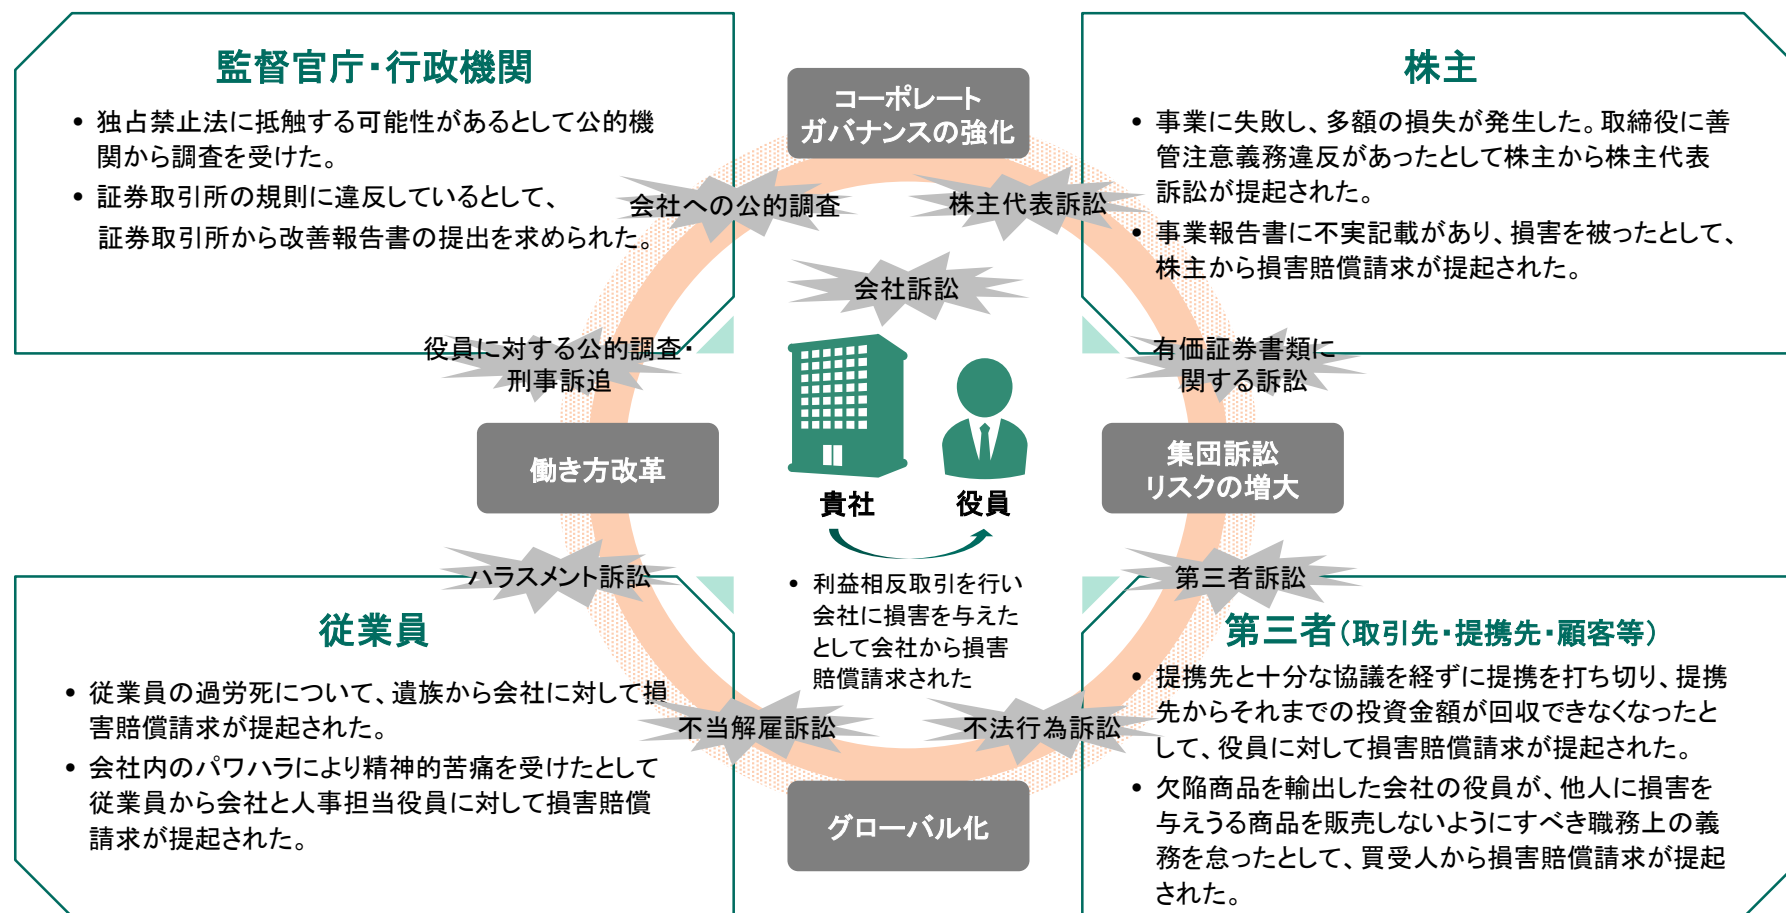 監督官庁・行政機関
• 独占禁止法に抵触する可能性があるとして公的機
関から調査を受けた。
• 証券取引所の規則に違反しているとして、
証券取引所から改善報告書の提出を求められた。
コーポレート
ガバナンスの強化
株主
• 事業に失敗し、多額の損失が発生した。取締役に善
管注意義務違反があったとして株主から株主代表
訴訟が提起された。
• 事業報告書に不実記載があり、損害を被ったとして、
株主から損害賠償請求が提起された。
会社への公的調査
株主代表訴訟
会社訴訟
役員に対する公的調査・
刑事訴追
有価証券書類に
関する訴訟
働き方改革
集団訴訟
リスクの増大
貴社
役員
• 利益相反取引を行い
会社に損害を与えた
として会社から損害
賠償請求された
ハラスメント訴訟
第三者訴訟
従業員
• 従業員の過労死について、遺族から会社に対して損
害賠償請求が提起された。
• 会社内のパワハラにより精神的苦痛を受けたとして
従業員から会社と人事担当役員に対して損害賠償
請求が提起された。
不当解雇訴訟
不法行為訴訟
グローバル化
第三者（取引先・提携先・顧客等）
• 提携先と十分な協議を経ずに提携を打ち切り、提携
先からそれまでの投資金額が回収できなくなったと
して、役員に対して損害賠償請求が提起された。
• 欠陥商品を輸出した会社の役員が、他人に損害を
与えうる商品を販売しないようにすべき職務上の義
務を怠ったとして、買受人から損害賠償請求が提起
された。